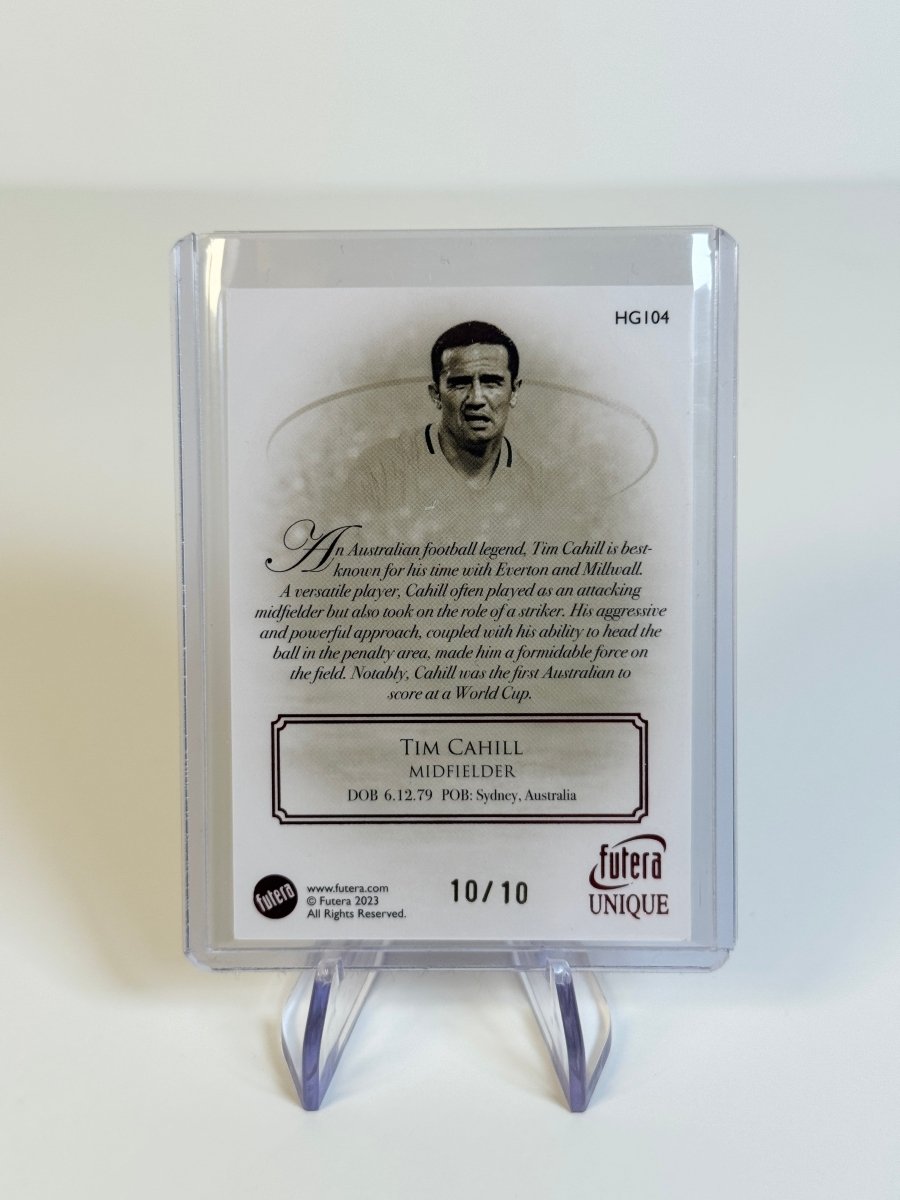 HG104
An Australian football legend, Tim Cahill is best-
known for his time with Everton and Millwall.
A versatile player, Cahill often played as an attacking
midfielder but also took on the role of a striker. His aggressive
and powerful approach, coupled with his ability to head the
ball in the penalty area, made him a formidable force on
the field. Notably, Cahill was the first Australian to
score at a World Cup.
TIM CAHILL
MIDFIELDER
DOB 6.12.79 POB: Sydney, Australia
futera
www.futera.com
© Futera 2023
All Rights Reserved.
10/10
futera
UNIQUE